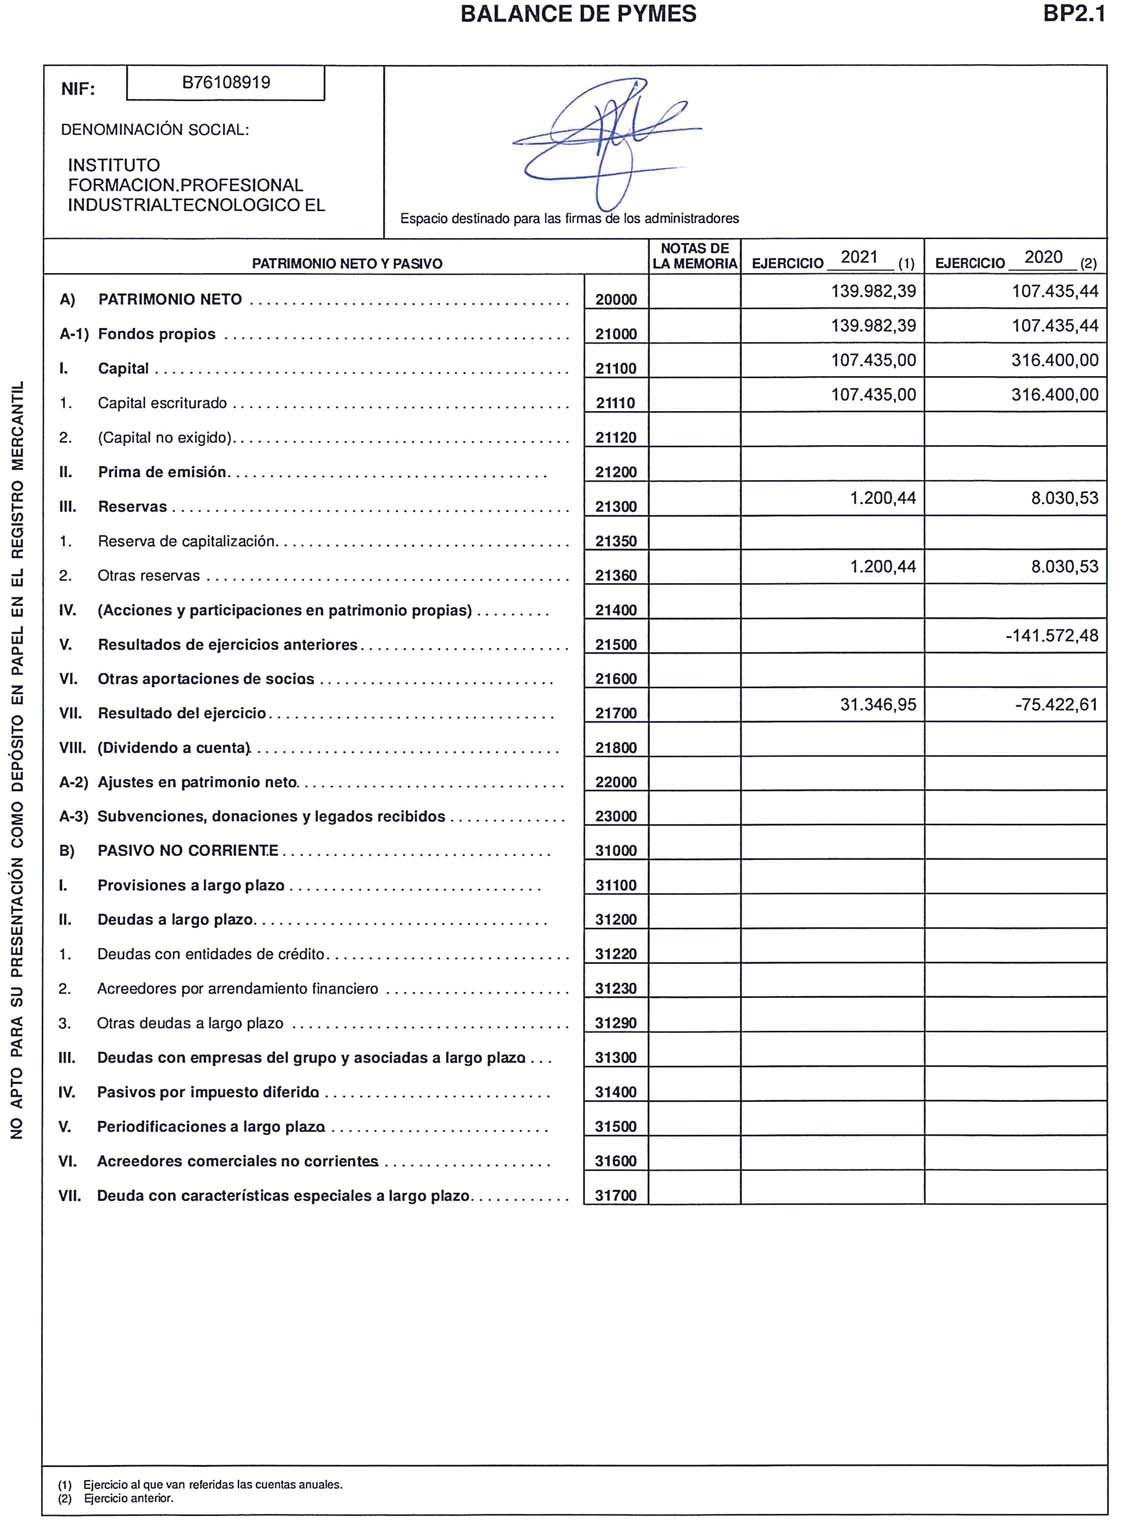 BALANCE DE PYMES BP2.1
NIF: B76108919
DENOMINACIÓN SOCIAL:
INSTITUTO
FORMACION.PROFESIONAL
INDUSTRIALTECNOLOGICO EL
Espacio destinado para las firmas de los administradores
PATRIMONIO NETO Y PASIVO NOTAS DE LA MEMORIA EJERCICIO 2021 (1) EJERCICIO 2020 (2)
A) PATRIMONIO NETO 20000 139.982,39 107.435,44
A-1) Fondos propios 21000 139.982,39 107.435,44
I. Capital 21100 107.435,00 316.400,00
1. Capital escriturado 21110 107.435,00 316.400,00
2. (Capital no exigido) 21120
II. Prima de emisión 21200
III. Reservas 21300 1.200,44 8.030,53
1. Reserva de capitalización 21350
2. Otras reservas 21360 1.200,44 8.030,53
IV. (Acciones y participaciones en patrimonio propias) 21400
V. Resultados de ejercicios anteriores 21500 -141.572,48
VI. Otras aportaciones de socios 21600
VII. Resultado del ejercicio 21700 31.346,95 -75.422,61
VIII. (Dividendo a cuenta) 21800
A-2) Ajustes en patrimonio neto 22000
A-3) Subvenciones, donaciones y legados recibidos 23000
B) PASIVO NO CORRIENTE 31000
I. Provisiones a largo plazo 31100
II. Deudas a largo plazo 31200
1. Deudas con entidades de crédito 31220
2. Acreedores por arrendamiento financiero 31230
3. Otras deudas a largo plazo 31290
III. Deudas con empresas del grupo y asociadas a largo plazo 31300
IV. Pasivos por impuesto diferido 31400
V. Periodificaciones a largo plazo 31500
VI. Acreedores comerciales no corrientes 31600
VII. Deuda con características especiales a largo plazo 31700
NO APTO PARA SU PRESENTACIÓN COMO DEPÓSITO EN PAPEL EN EL REGISTRO MERCANTIL
(1) Ejercicio al que van referidas las cuentas anuales.
(2) Ejercicio anterior.